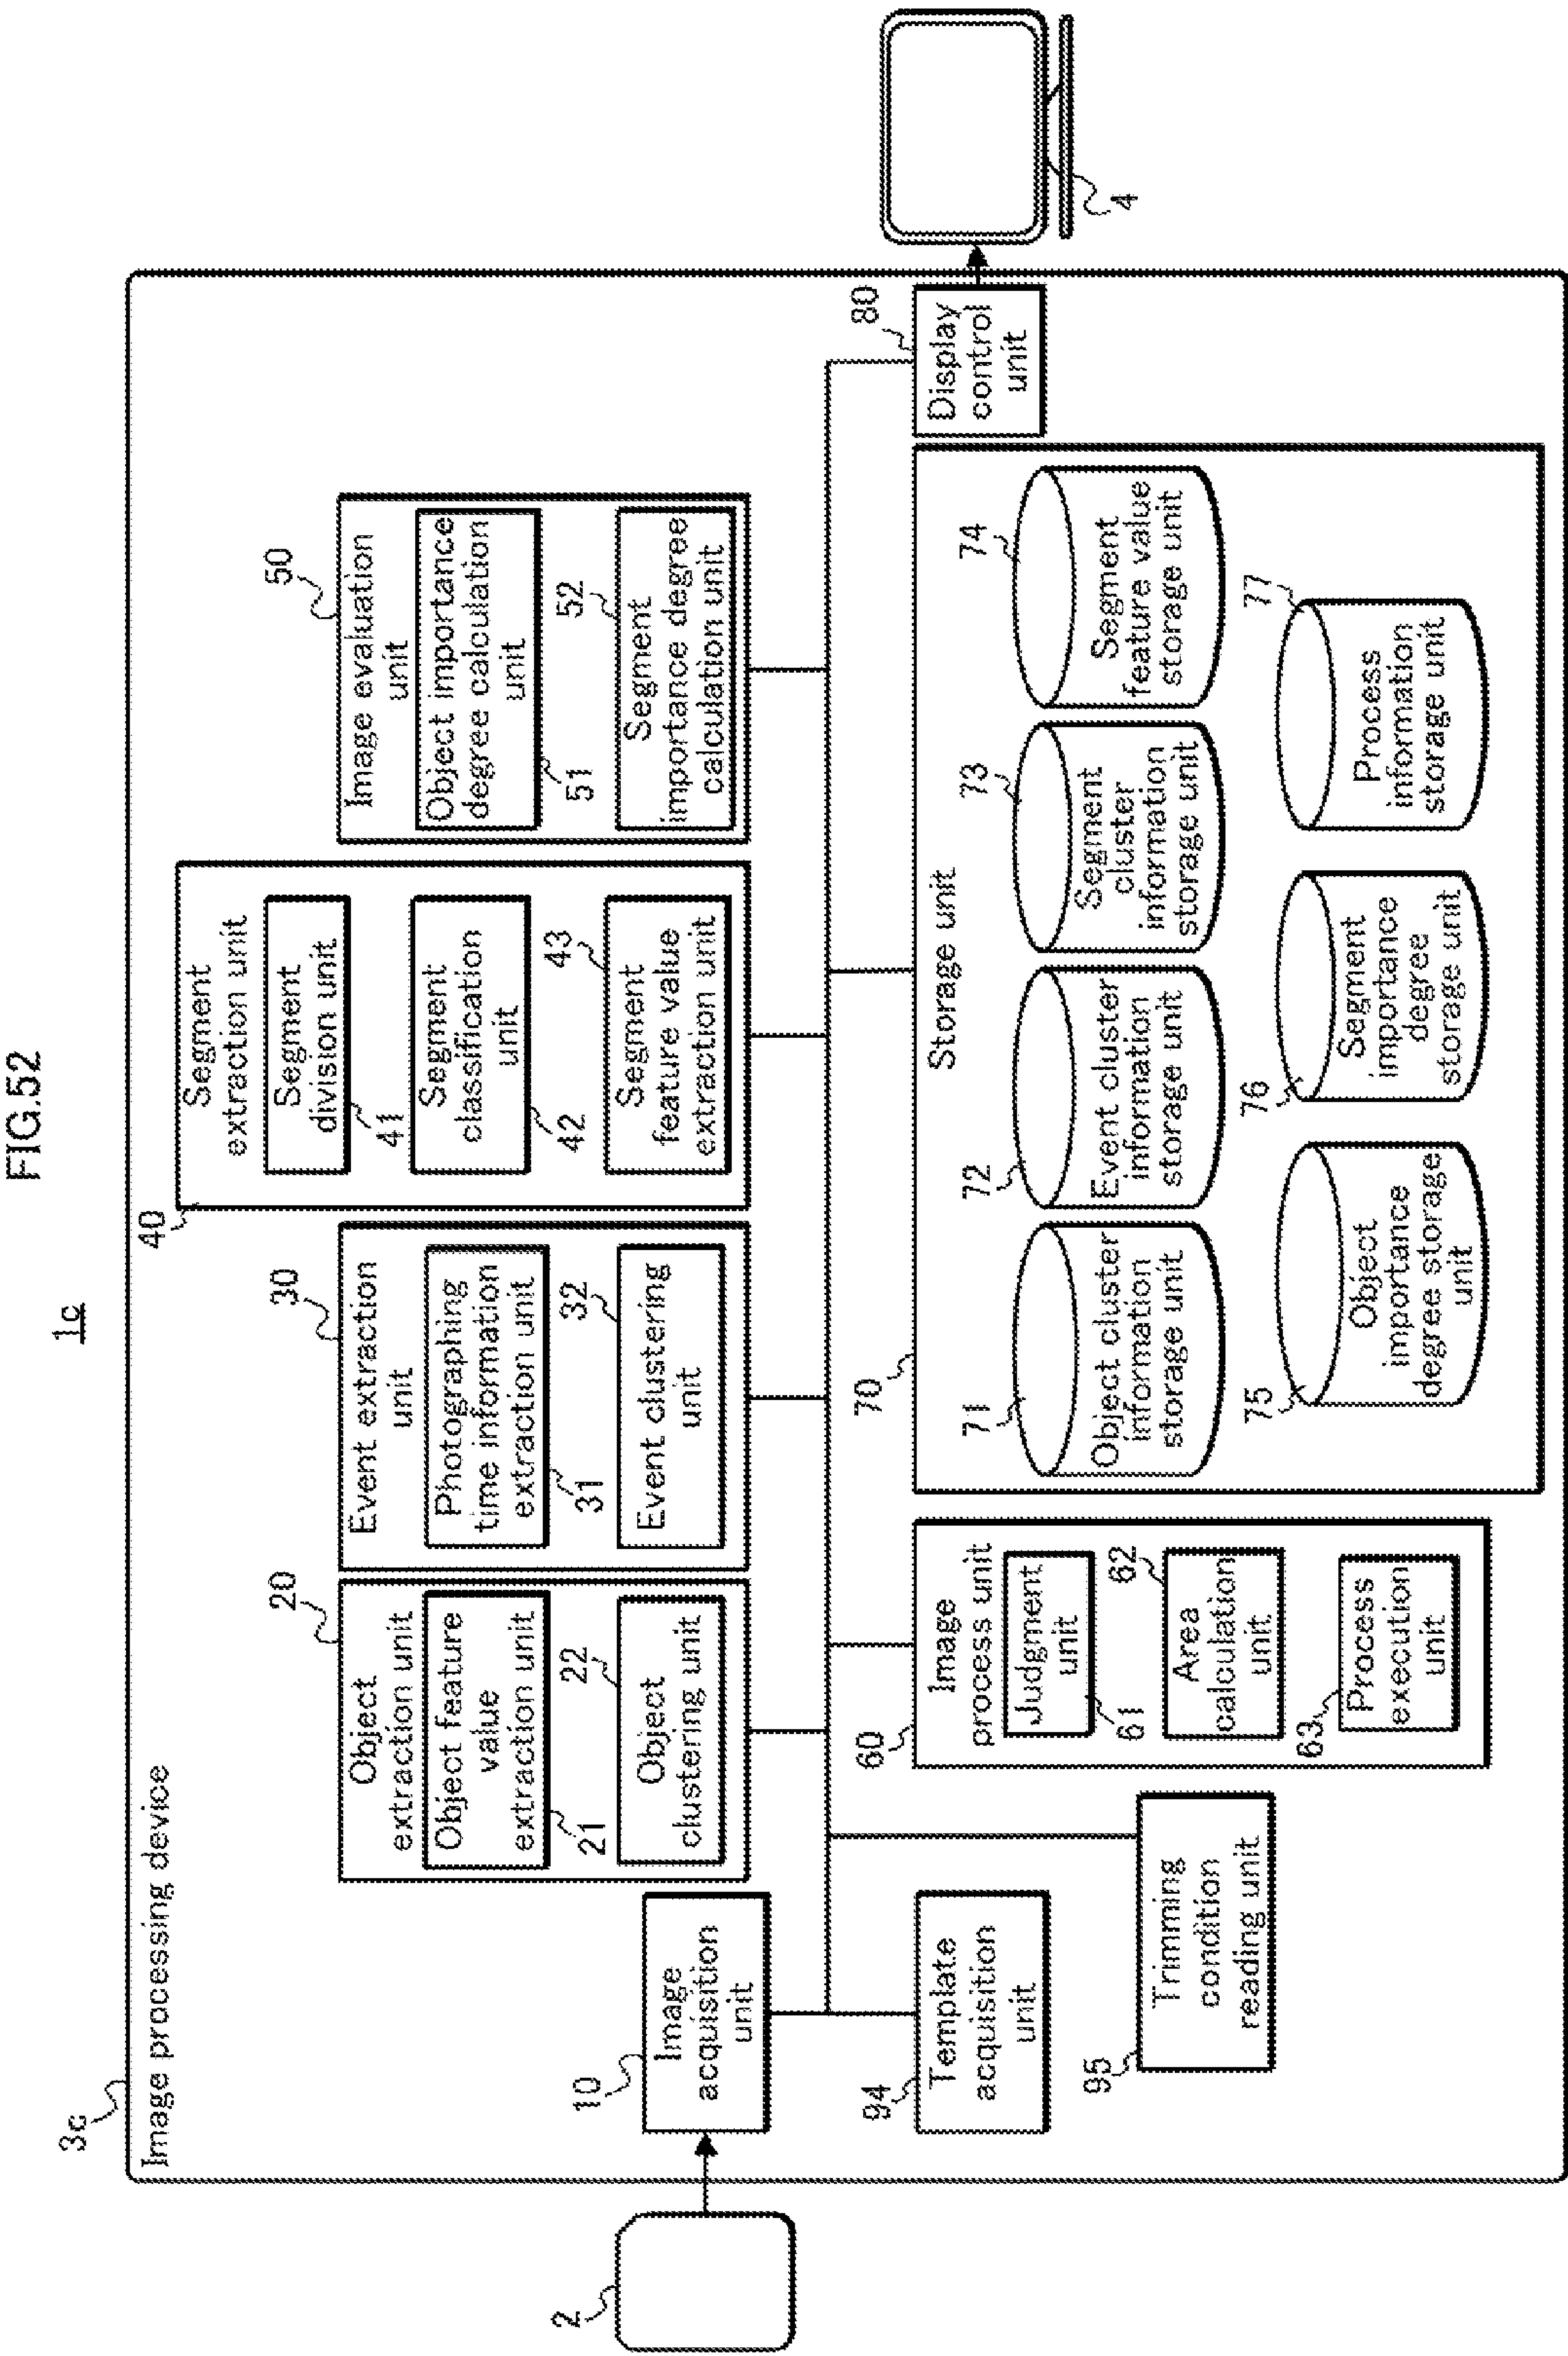 FIG.52
1c
3c
Image processing device
2
10
Image
acquisition
unit
20
Object
extraction unit
Object feature
value
extraction unit
21
22
Object
clustering unit
30
Event extraction
unit
Photographing
time information
extraction unit
31
32
Event clustering
unit
40
Segment
extraction unit
Segment
division unit
41
Segment
classification
unit
42
43
Segment
feature value
extraction unit
50
Image evaluation
unit
Object importance
degree calculation
unit
51
52
Segment
importance degree
calculation unit
94
Template
acquisition
unit
95
Trimming
condition
reading unit
60
Image
process unit
Judgment
unit
61
62
Area
calculation
unit
63
Process
execution
unit
70
Storage unit
71
Object cluster
information
storage unit
72
Event cluster
information
storage unit
73
Segment
cluster
information
storage unit
74
Segment
feature value
storage unit
75
Object
importance
degree storage
unit
76
Segment
importance
degree
storage unit
77
Process
information
storage unit
80
Display
control
unit
4